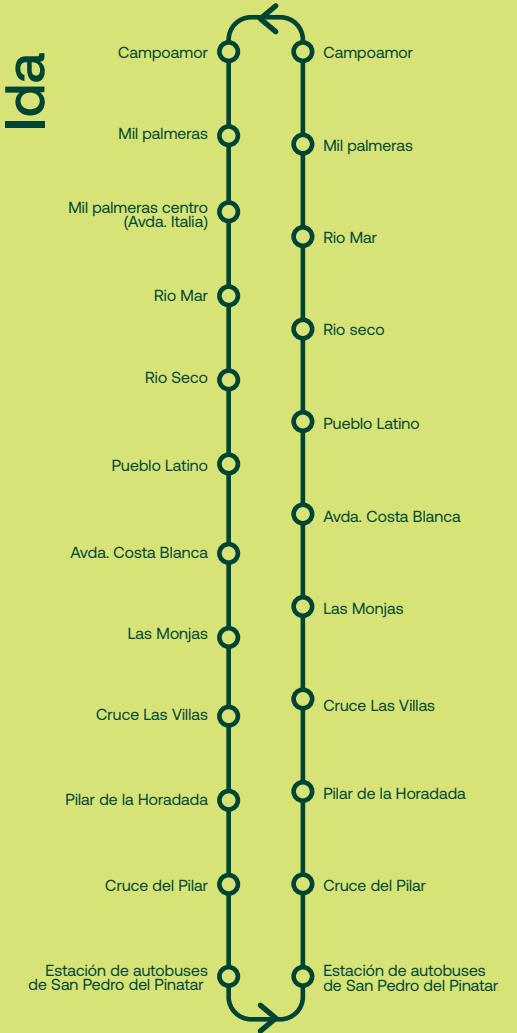 Ida
Campoamor
Mil palmeras
Mil palmeras centro
(Avda. Italia)
Rio Mar
Rio Seco
Pueblo Latino
Avda. Costa Blanca
Las Monjas
Cruce Las Villas
Pilar de la Horadada
Cruce del Pilar
Estación de autobuses
de San Pedro del Pinatar
Campoamor
Mil palmeras
Rio Mar
Rio seco
Pueblo Latino
Avda. Costa Blanca
Las Monjas
Cruce Las Villas
Pilar de la Horadada
Cruce del Pilar
Estación de autobuses
de San Pedro del Pinatar